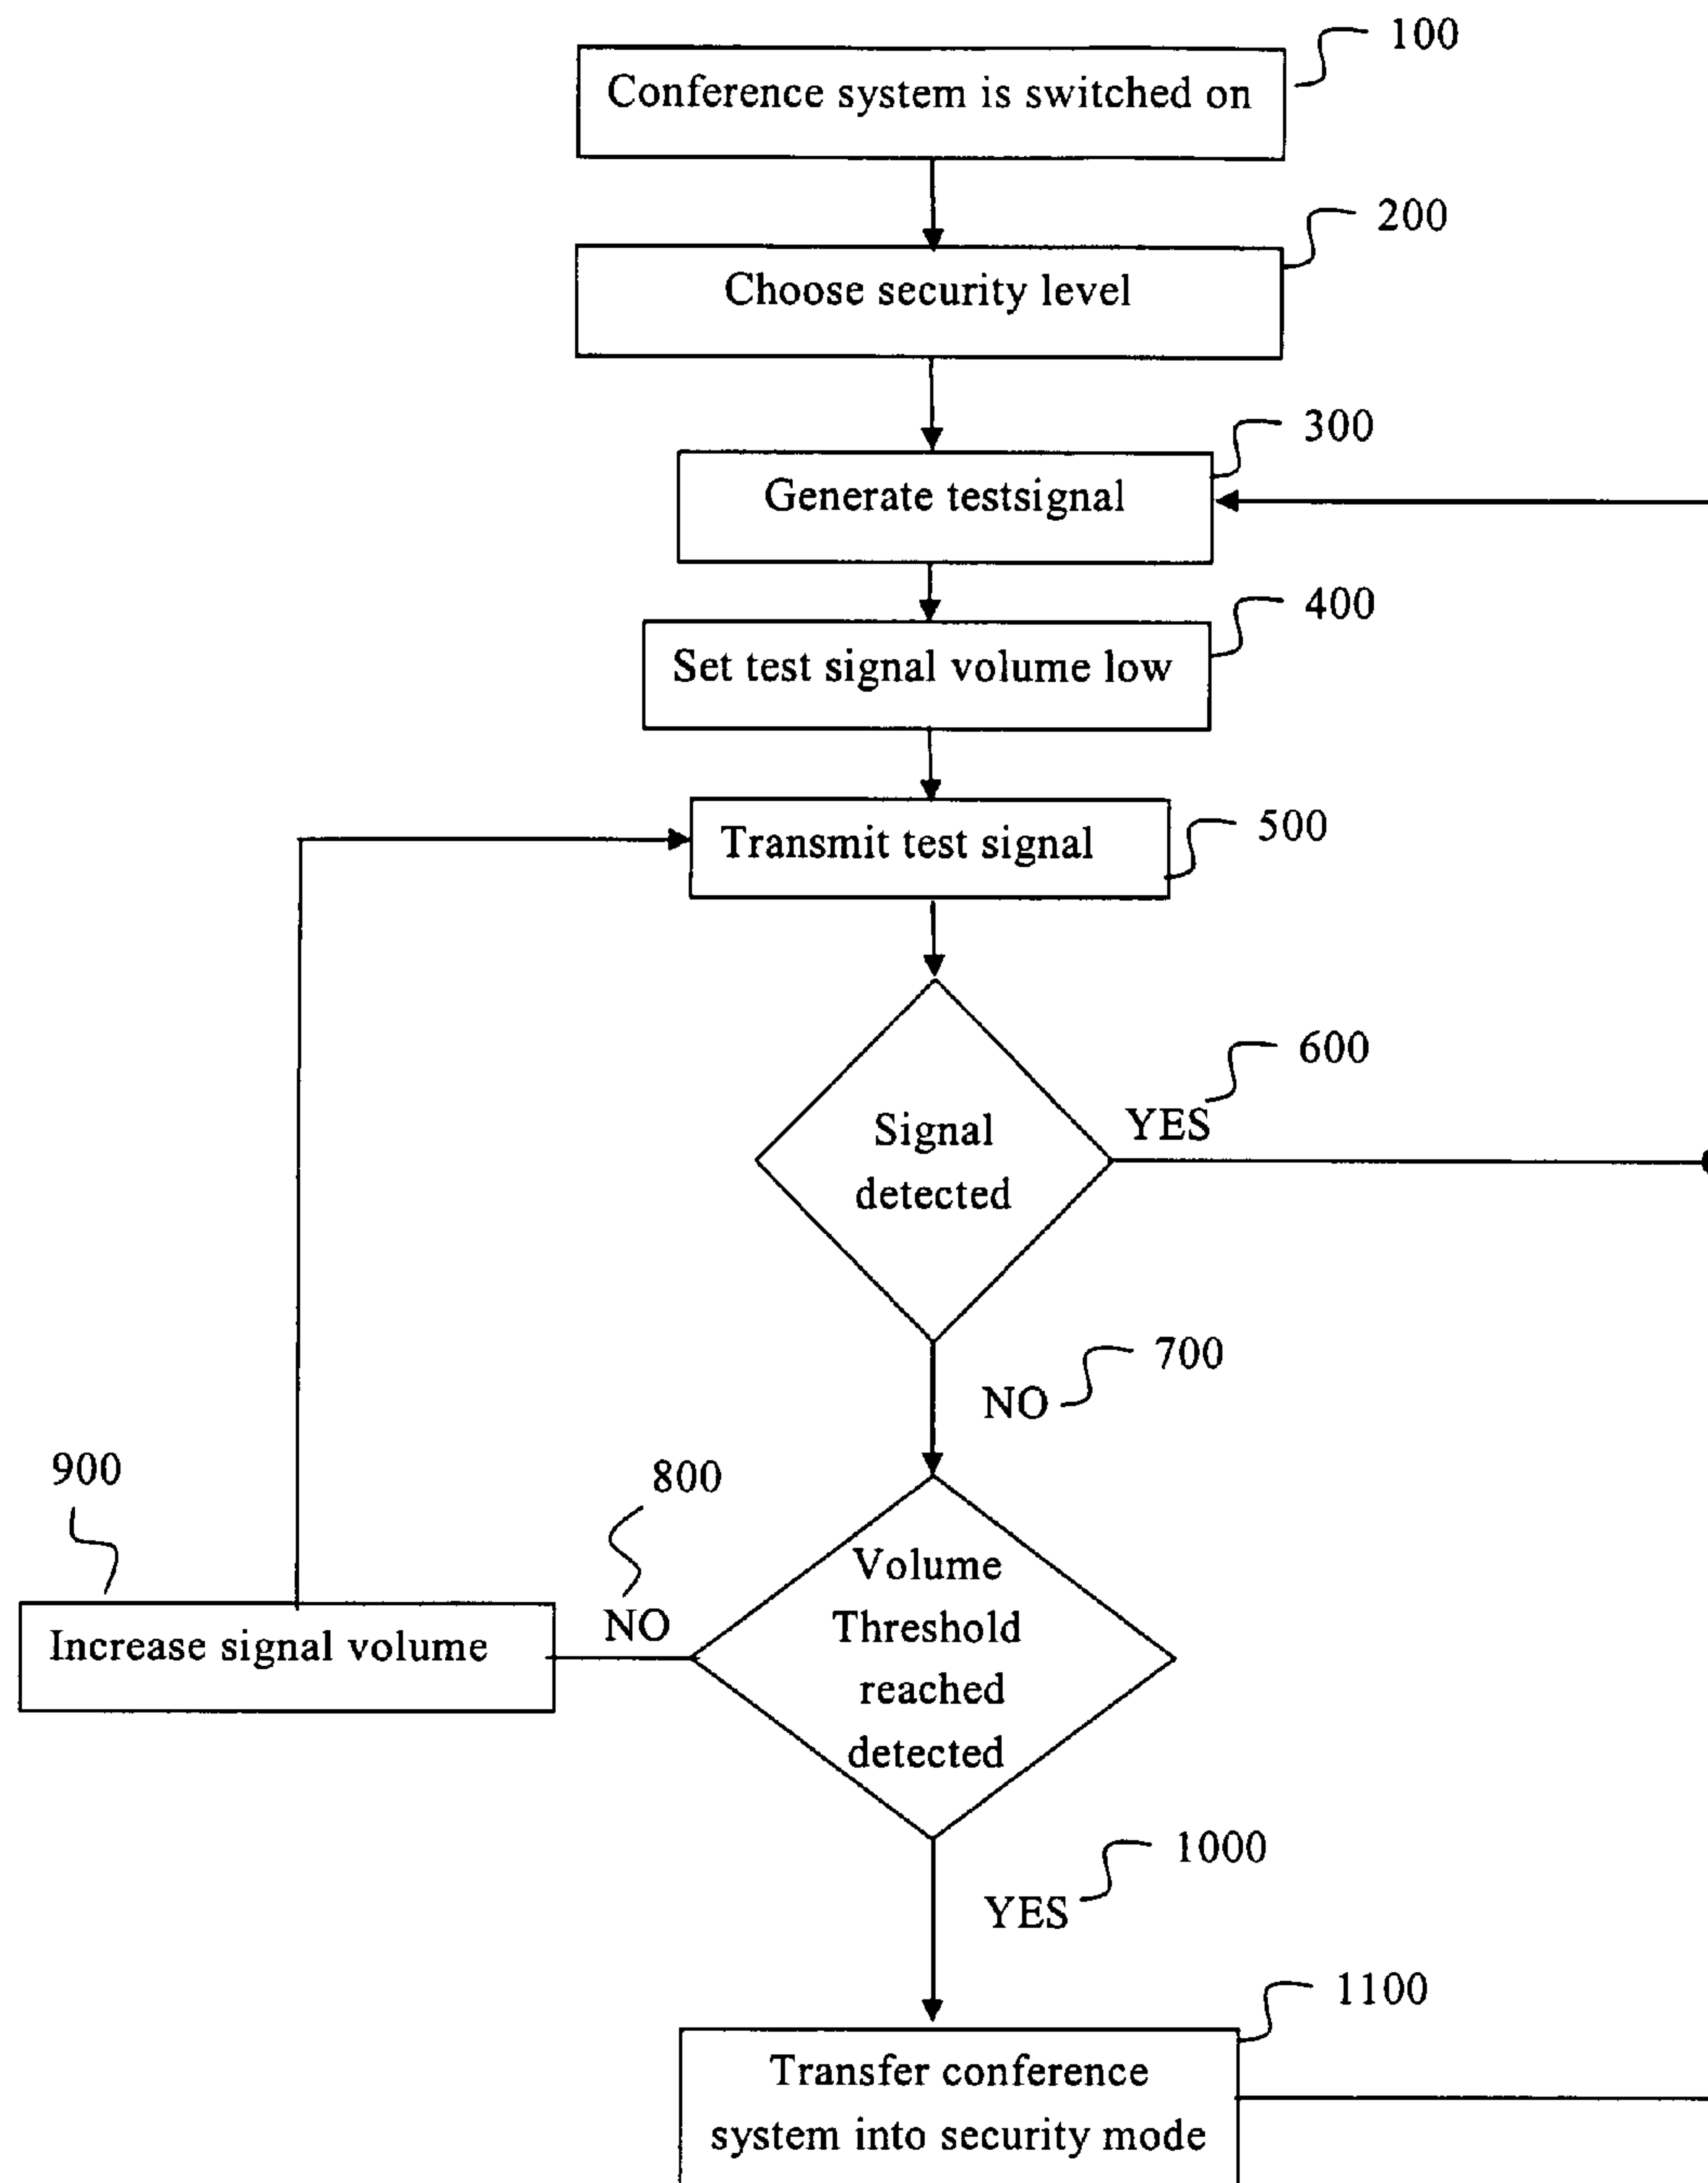 100
Conference system is switched on
200
Choose security level
300
Generate testsignal
400
Set test signal volume low
500
Transmit test signal
600
YES
Signal
detected
700
NO
900
800
Volume
Threshold
reached
detected
NO
Increase signal volume
1000
YES
1100
Transfer conference
system into security mode